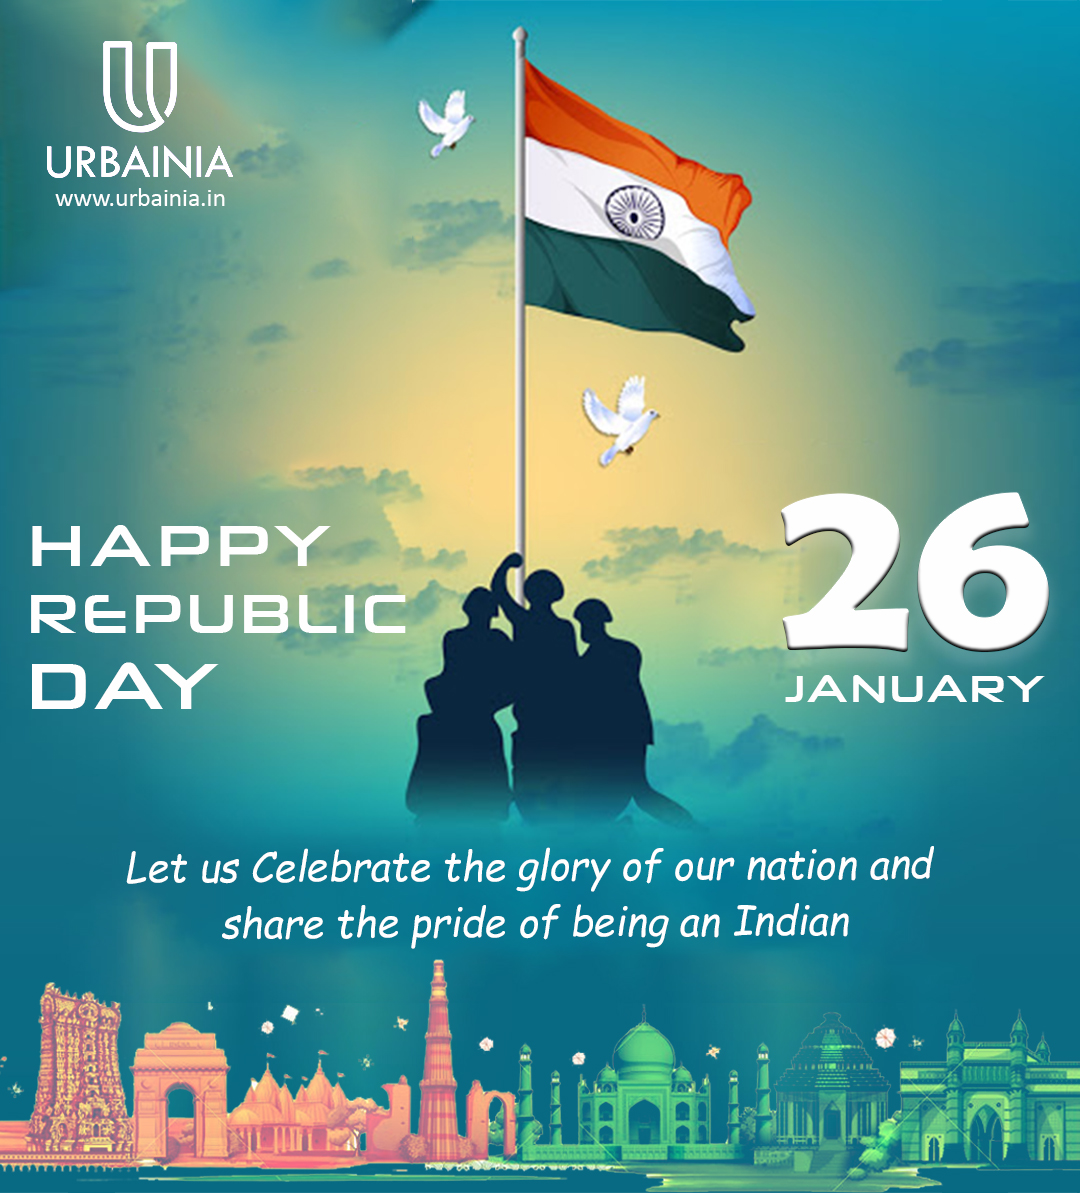 URBAINIA
www.urbainia.in
HAPPY
REPUBLIC
DAY
26
JANUARY
Let us Celebrate the glory of our nation and
share the pride of being an Indian